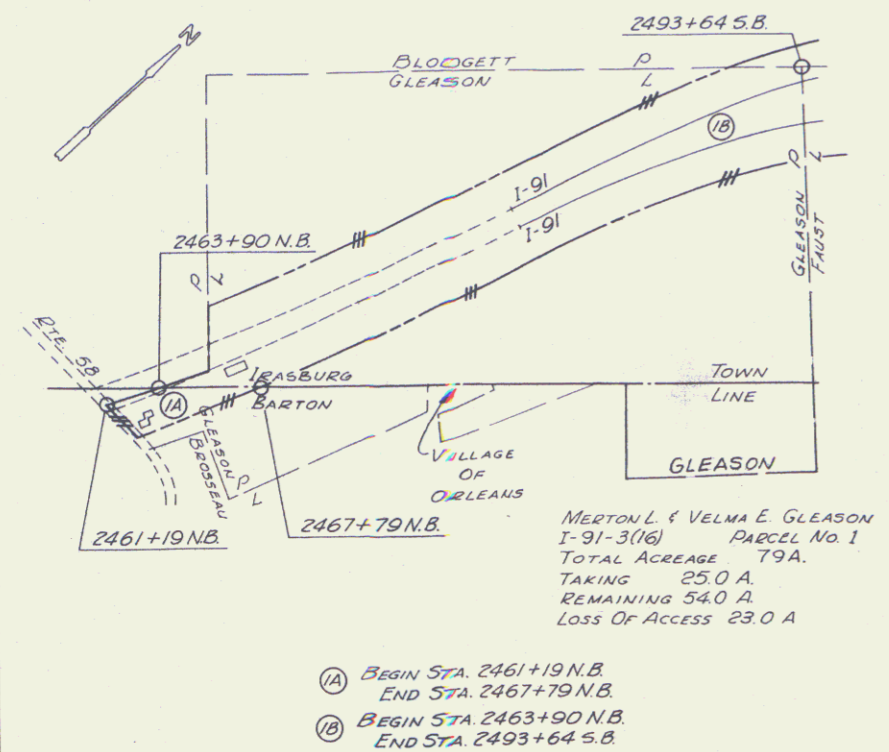 N
2493+64 S.B.
BLODGETT
GLEASON
P
L
1B
I-91
I-91
P L
GLEASON
FAUST
2463+90 N.B.
P L
RTE. 58
1A
IRASBURG
BARTON
TOWN
LINE
GLEASON
BROSSEAU
P L
VILLAGE
OF
ORLEANS
GLEASON
2461+19 N.B.
2467+79 N.B.
MERTON L. & VELMA E. GLEASON
I-91-3(16) PARCEL NO. 1
TOTAL ACREAGE 79A.
TAKING 25.0 A.
REMAINING 54.0 A.
LOSS OF ACCESS 23.0 A
1A BEGIN STA. 2461+19 N.B.
END STA. 2467+79 N.B.
1B BEGIN STA. 2463+90 N.B.
END STA. 2493+64 S.B.